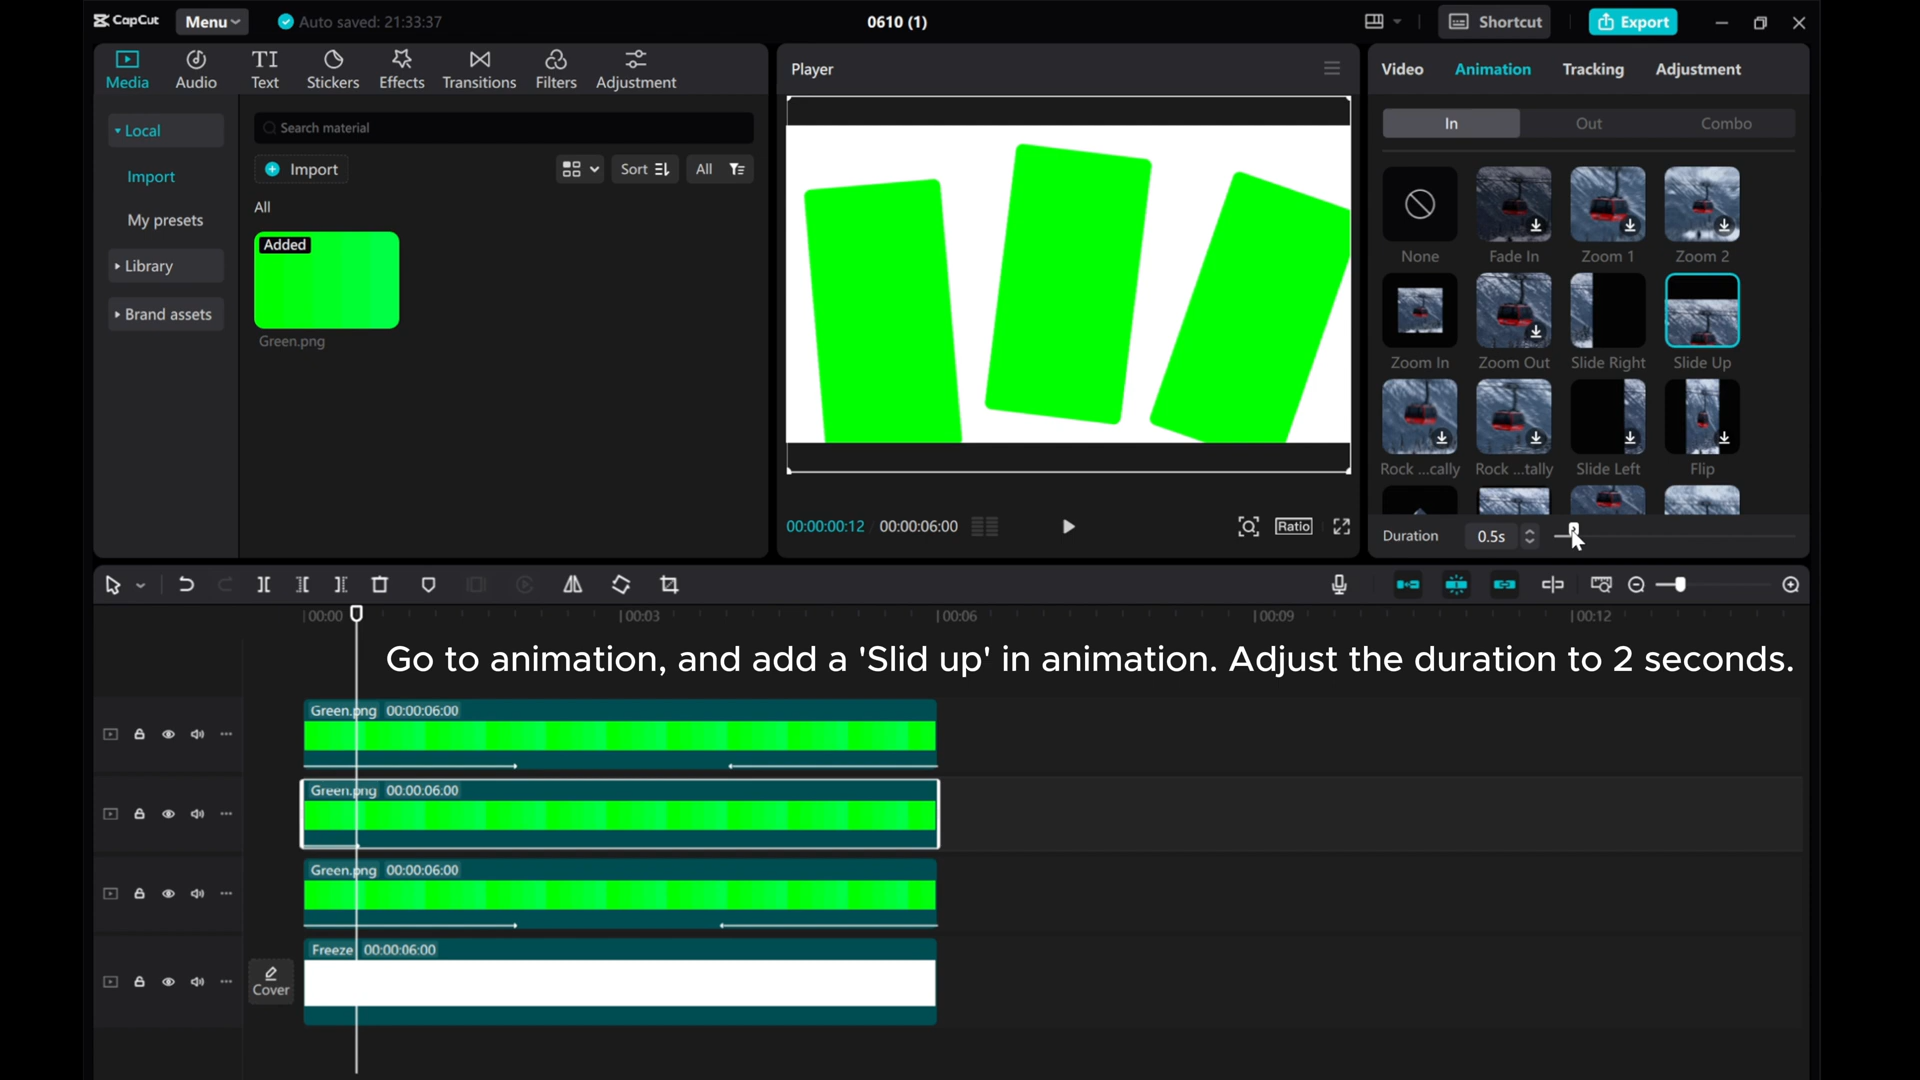 CapCut
Menu
Auto saved: 21:33:37
0610 (1)
Shortcut
Export
Media
Audio
TI
Text
Stickers
Effects
Transitions
Filters
Adjustment
Player
Video
Animation
Tracking
Adjustment
Local
Search material
In
Out
Combo
Import
Import
Sort
All
My presets
All
Added
Library
Brand assets
Green.png
None
Fade In
Zoom 1
Zoom 2
Zoom In
Zoom Out
Slide Right
Slide Up
Rock ...cally
Rock ...tally
Slide Left
Flip
00:00:00:12
00:00:06:00
Ratio
Duration
0.5s
00:00
00:03
00:06
00:09
00:12
Go to animation, and add a 'Slid up' in animation. Adjust the duration to 2 seconds.
Green.png 00:00:06:00
Green.png 00:00:06:00
Green.png 00:00:06:00
Freeze 00:00:06:00
Cover